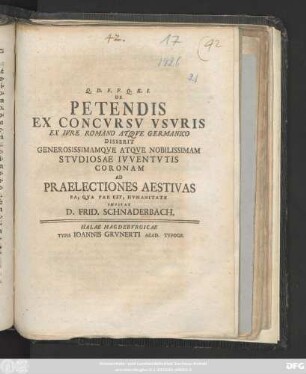 42. 17 92
1826
Q. D. F. F. Q. E. I.
DE
PETENDIS
EX CONCVRSV VSVRIS
EX IVRE ROMANO ATQVE GERMANICO
DISSERIT
GENEROSISSIMAMQVE ATQVE NOBILISSIMAM
STVDIOSAE IVVENTVTIS
CORONAM
AD
PRAELECTIONES AESTIVAS
EA, QVA PAR EST, HVMANITATE
INVITAT
D. FRID. SCHNADERBACH.
HALAE MAGDEBVRGICAE
TYPIS IOANNIS GRVNERTI ACAD. TYPOGR.